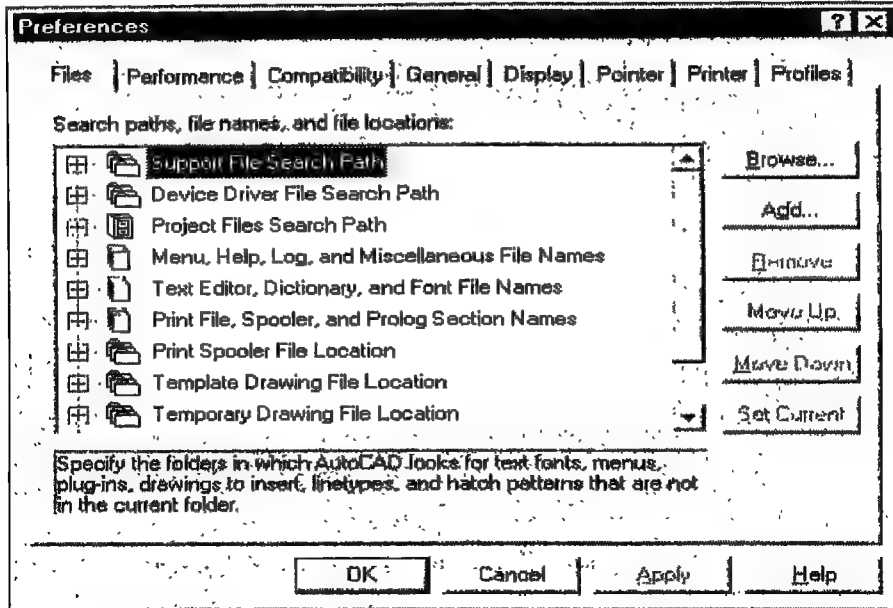 Preferences
Files Performance Compatibility General Display Pointer Printer Profiles
Search paths, file names, and file locations:
Support File Search Path
Device Driver File Search Path
Project Files Search Path
Menu, Help, Log, and Miscellaneous File Names
Text Editor, Dictionary, and Font File Names
Print File, Spooler, and Prolog Section Names
Print Spooler File Location
Template Drawing File Location
Temporary Drawing File Location
Browse...
Add...
Remove
Move Up
Move Down
Set Current
Specify the folders in which AutoCAD looks for text fonts, menus,
plug-ins, drawings to insert, linetypes, and hatch patterns that are not
in the current folder.
OK Cancel Apply Help